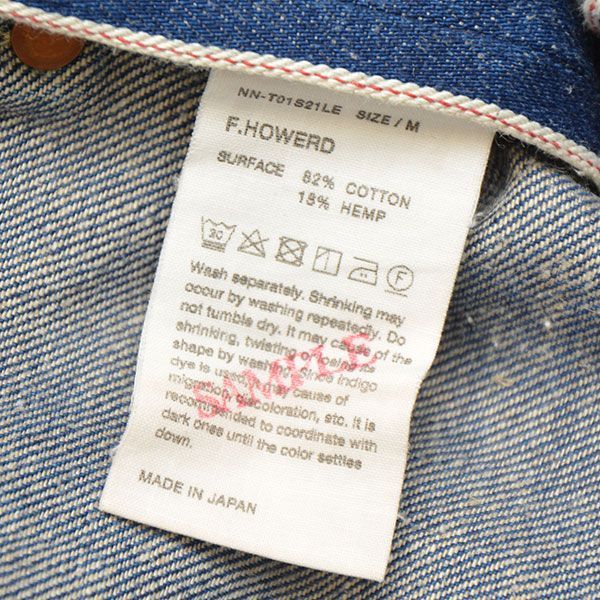 NN-T01S21LE SIZE / M
F.HOWERD
SURFACE 82% COTTON
18% HEMP
30
F
Wash separately. Shrinking may
occur by washing repeatedly. Do
not tumble dry. It may cause of the
shrinking, twisting or losing its
shape by washing. Since indigo
dye is used, it may cause of
migration, discoloration, etc. It is
recommended to coordinate with
dark ones until the color settles
down.
SAMPLE
MADE IN JAPAN